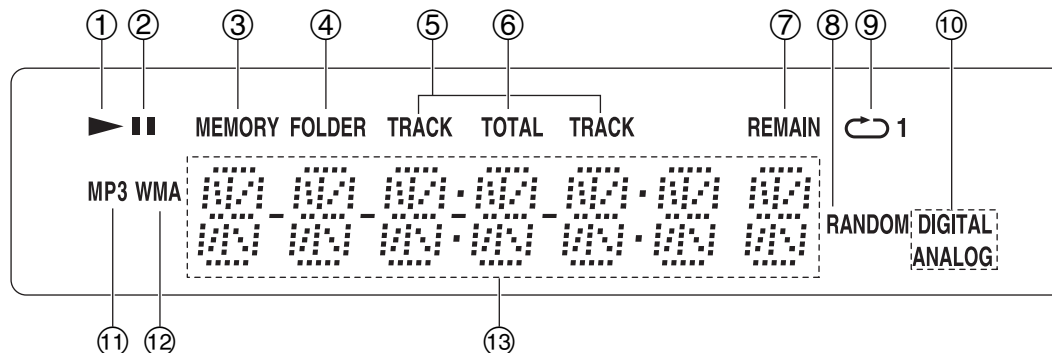 ① ② ③ ④ ⑤ ⑥ ⑦ ⑧ ⑨ ⑩
MEMORY FOLDER TRACK TOTAL TRACK REMAIN 1
MP3 WMA
RANDOM DIGITAL
ANALOG
⑪ ⑫ ⑬